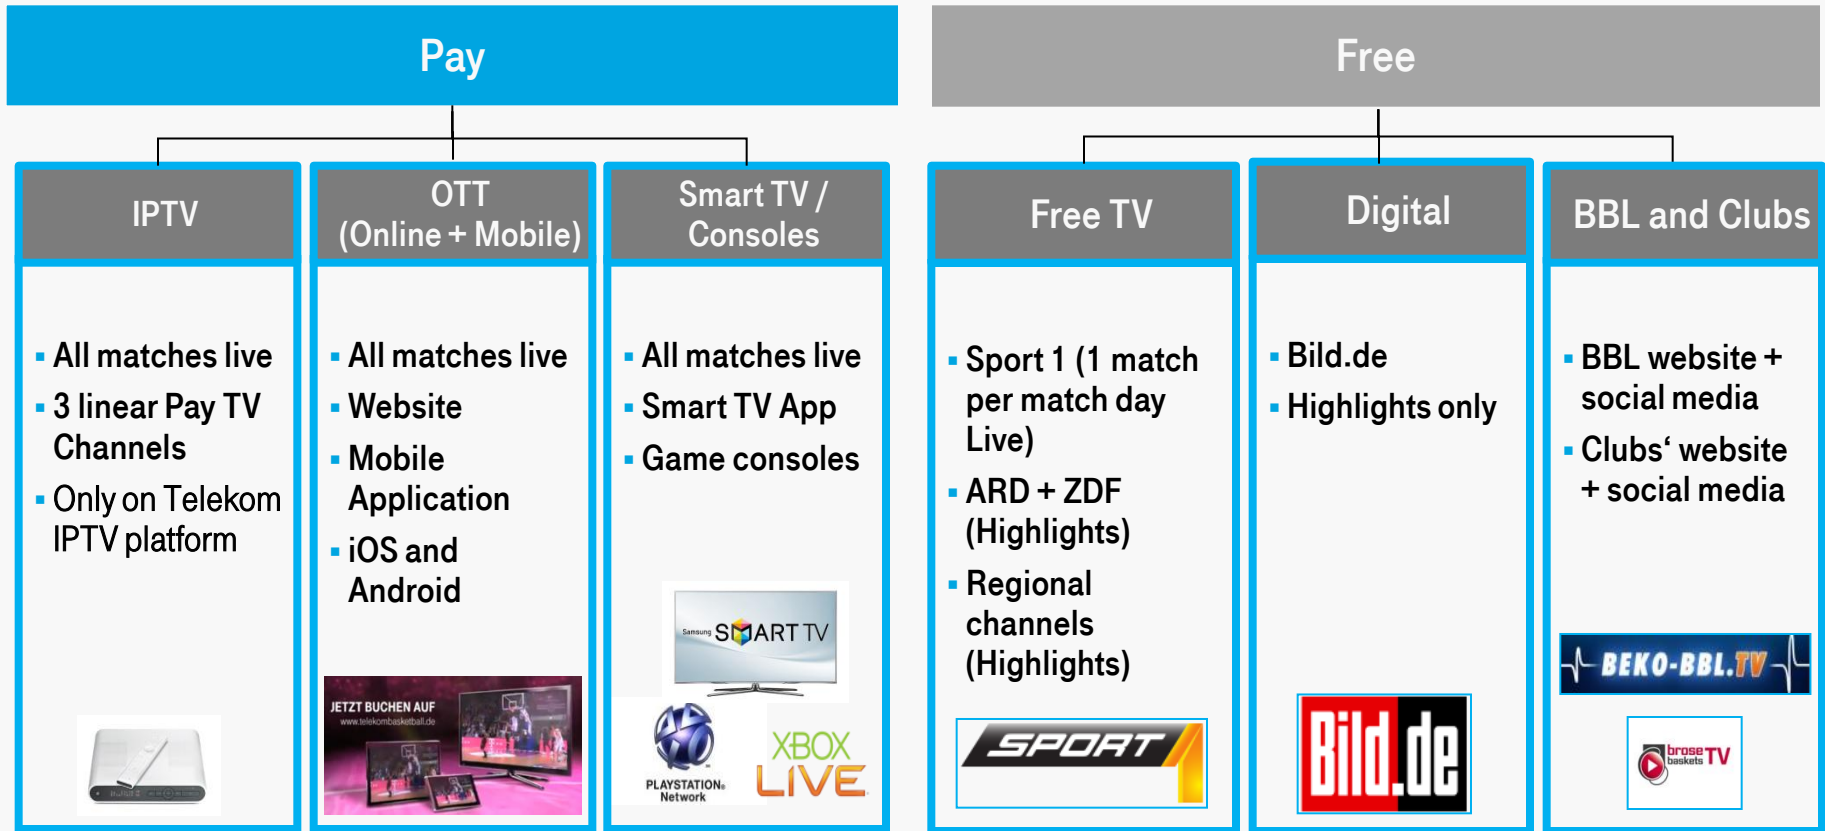 Pay
Free
IPTV
OTT
(Online + Mobile)
Smart TV /
Consoles
Free TV
Digital
BBL and Clubs
▪ All matches live
▪ 3 linear Pay TV
Channels
▪ Only on Telekom
IPTV platform
▪ All matches live
▪ Website
▪ Mobile
Application
▪ iOS and
Android
JETZT BUCHEN AUF
www.telekombasketball.de
▪ All matches live
▪ Smart TV App
▪ Game consoles
Samsung SMART TV
PLAYSTATION®
Network
XBOX
LIVE
▪ Sport 1 (1 match
per match day
Live)
▪ ARD + ZDF
(Highlights)
▪ Regional
channels
(Highlights)
SPORT 1
▪ Bild.de
▪ Highlights only
Bild.de
▪ BBL website +
social media
▪ Clubs‘ website
+ social media
BEKO-BBL.TV
brose
baskets TV